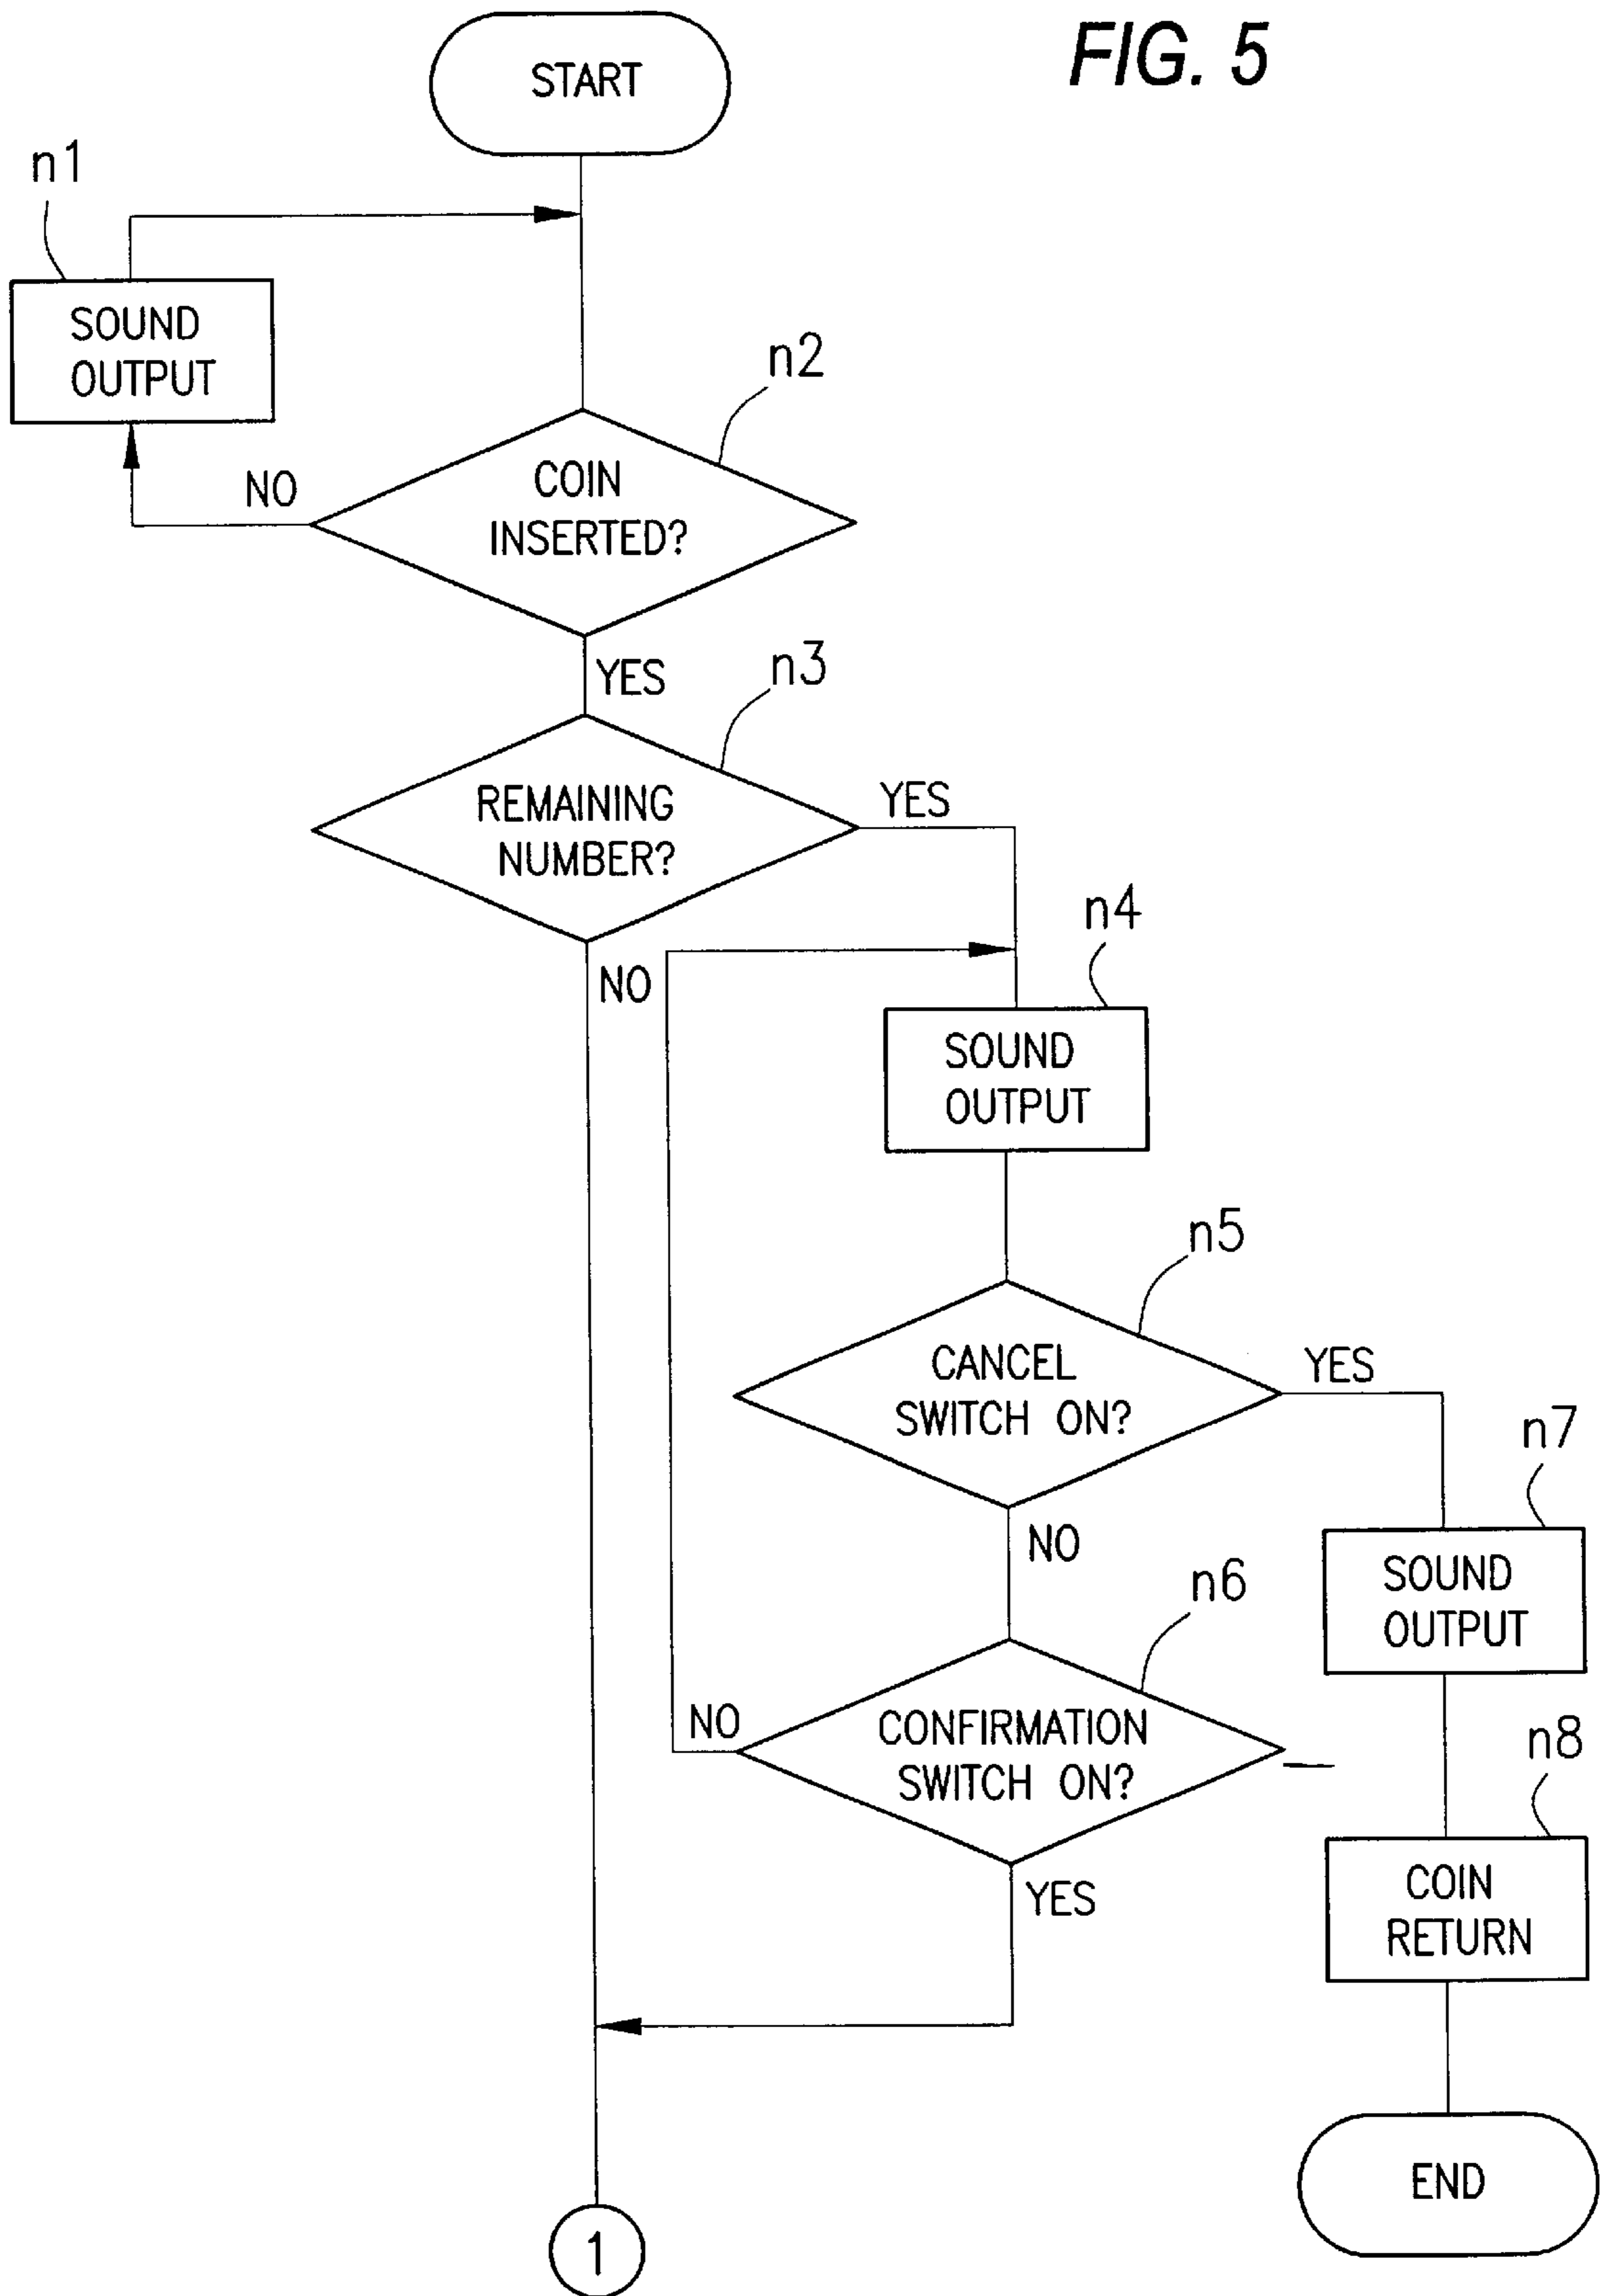 FIG. 5
START
n1
SOUND
OUTPUT
n2
COIN
INSERTED?
NO
YES
n3
REMAINING
NUMBER?
YES
NO
n4
SOUND
OUTPUT
n5
CANCEL
SWITCH ON?
YES
NO
n7
SOUND
OUTPUT
n6
CONFIRMATION
SWITCH ON?
NO
YES
n8
COIN
RETURN
END
1